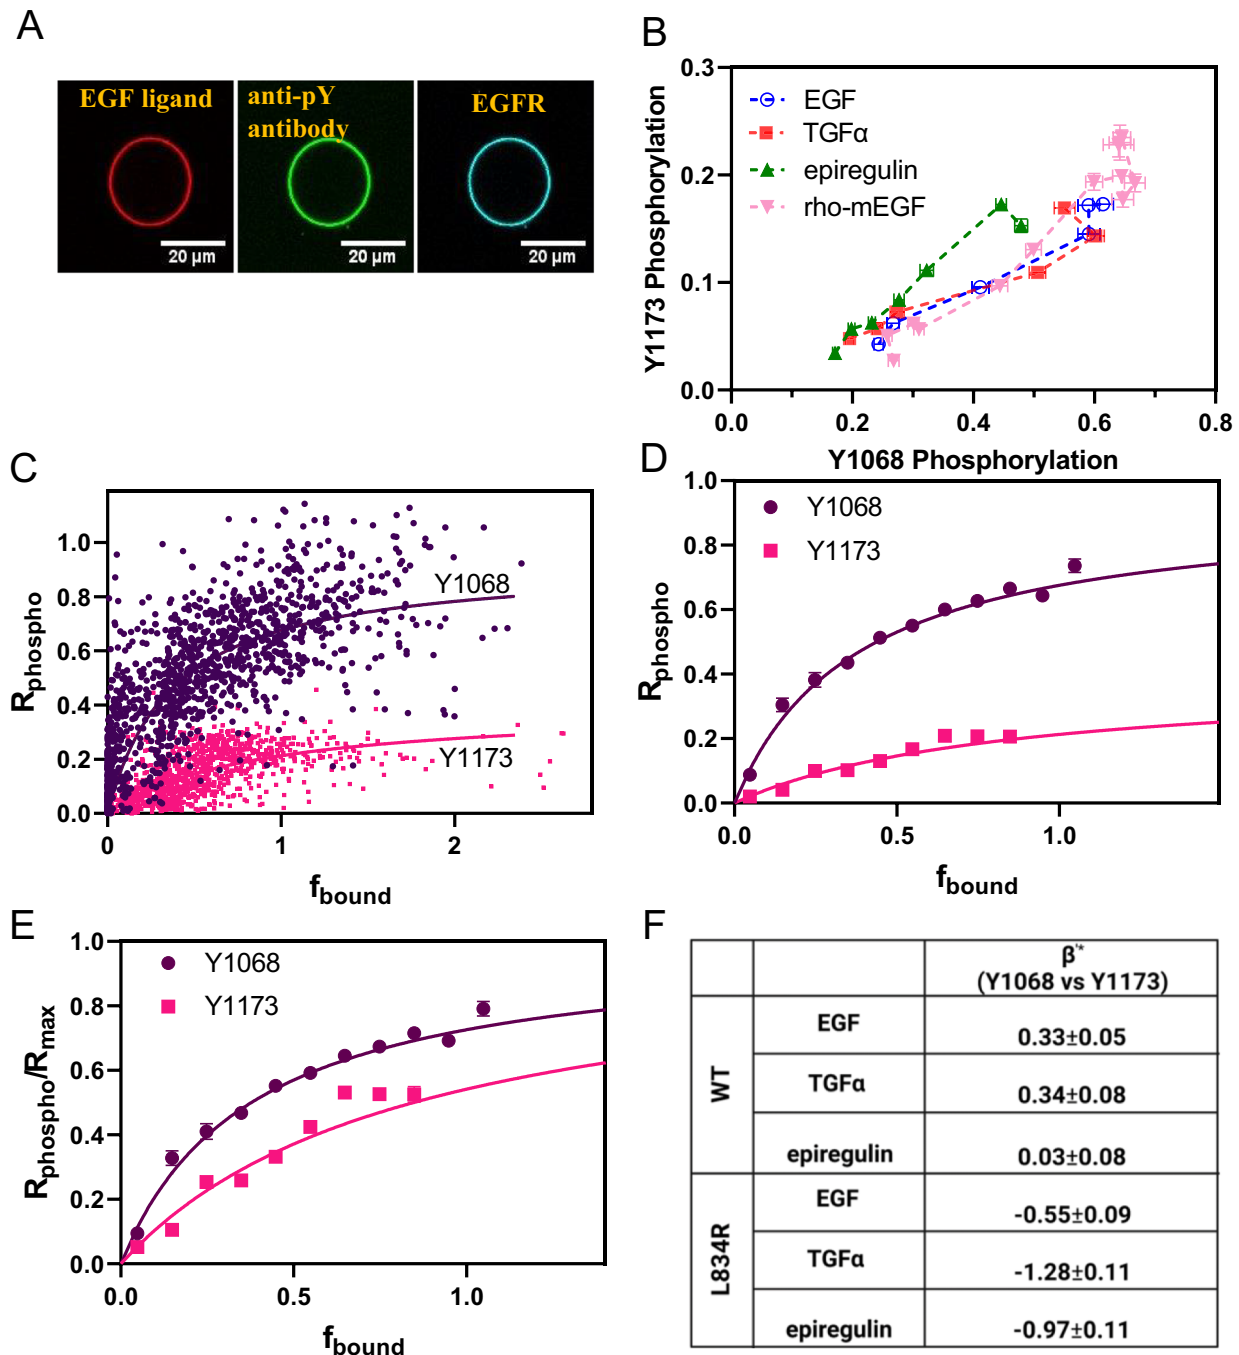 A
EGF ligand
anti-pY
antibody
EGFR
20 μm
20 μm
20 μm
B
Y1173 Phosphorylation
0.3
0.2
0.1
0.0
EGF
TGFα
epiregulin
rho-mEGF
0.0 0.2 0.4 0.6 0.8
Y1068 Phosphorylation
C
Rphospho
1.0
0.8
0.6
0.4
0.2
0.0
Y1068
Y1173
0 1 2
fbound
D
Rphospho
1.0
0.8
0.6
0.4
0.2
0.0
Y1068
Y1173
0.0 0.5 1.0
fbound
E
Rphospho/Rmax
1.0
0.8
0.6
0.4
0.2
0.0
Y1068
Y1173
0.0 0.5 1.0
fbound
F
β'*
(Y1068 vs Y1173)
WT
EGF 0.33±0.05
TGFα 0.34±0.08
epiregulin 0.03±0.08
L834R
EGF -0.55±0.09
TGFα -1.28±0.11
epiregulin -0.97±0.11